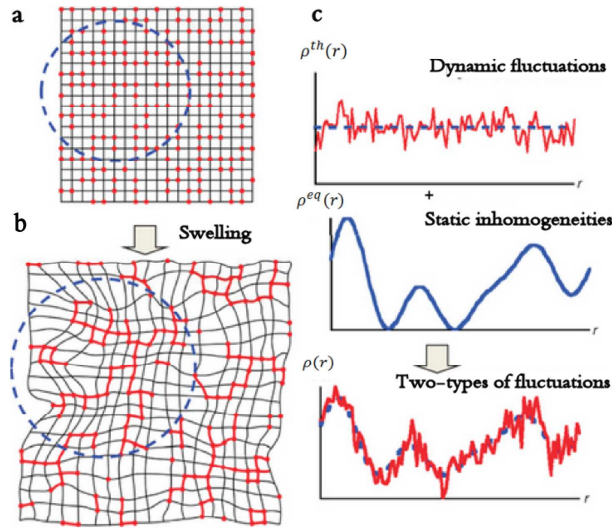 a
b
Swelling
c
ρ^{th}(r)
Dynamic fluctuations
r
+
ρ^{eq}(r)
Static inhomogeneities
r
ρ(r)
Two-types of fluctuations
r